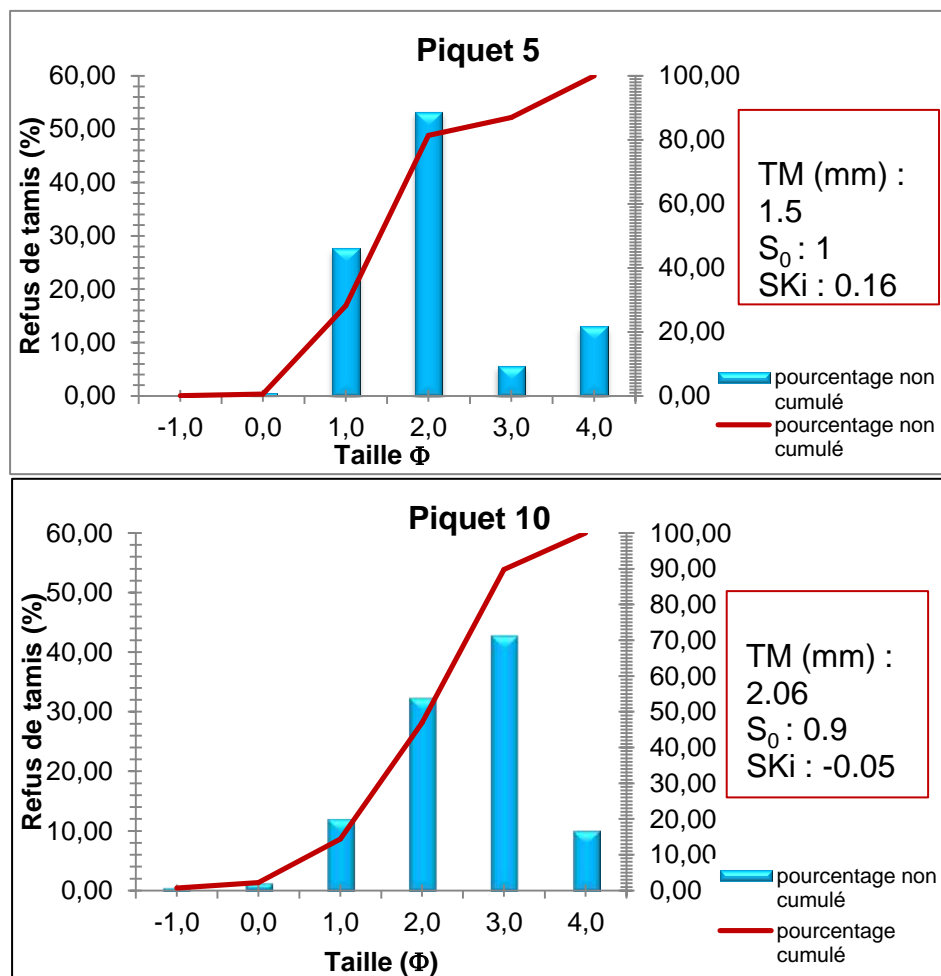 Piquet 5
Refus de tamis (%)
60,00
50,00
40,00
30,00
20,00
10,00
0,00
100,00
80,00
60,00
40,00
20,00
0,00
-1,0 0,0 1,0 2,0 3,0 4,0
Taille Φ
TM (mm) :
1.5
S₀ : 1
SKi : 0.16
pourcentage non
cumulé
pourcentage non
cumulé
Piquet 10
Refus de tamis (%)
60,00
50,00
40,00
30,00
20,00
10,00
0,00
100,00
90,00
80,00
70,00
60,00
50,00
40,00
30,00
20,00
10,00
0,00
-1,0 0,0 1,0 2,0 3,0 4,0
Taille (Φ)
TM (mm) :
2.06
S₀ : 0.9
SKi : -0.05
pourcentage non
cumulé
pourcentage
cumulé